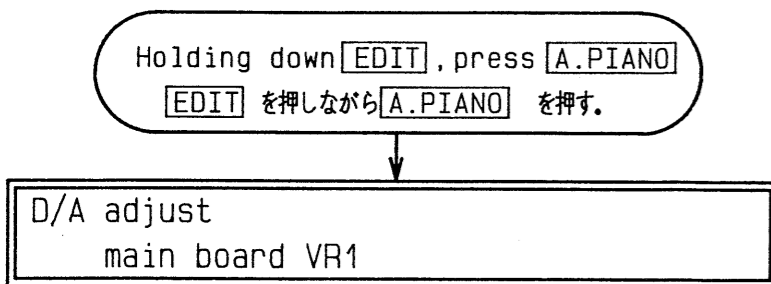 Holding down EDIT, press A.PIANO
EDIT を押しながら A.PIANO を押す。
D/A adjust
main board VR1